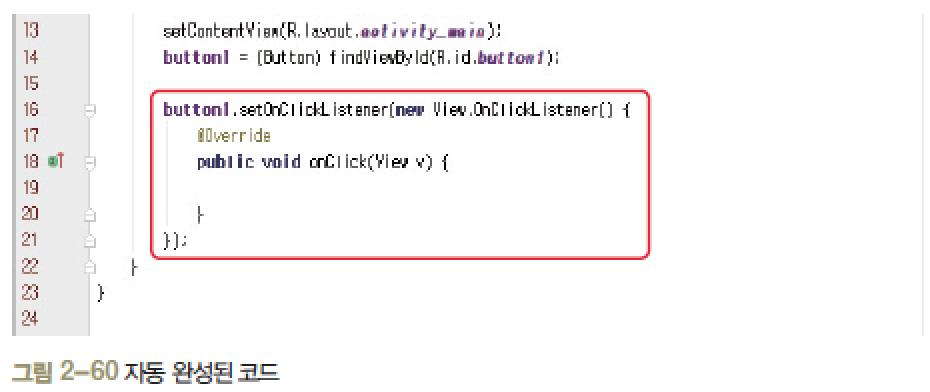 13 setContentView(R.layout.activity_main);
14 button1 = (Button) findViewById(R.id.button1);
15
16 button1.setOnClickListener(new View.OnClickListener() {
17 @Override
18 public void onClick(View v) {
19
20 }
21 });
22 }
23 }
24
그림 2-60 자동 완성된 코드